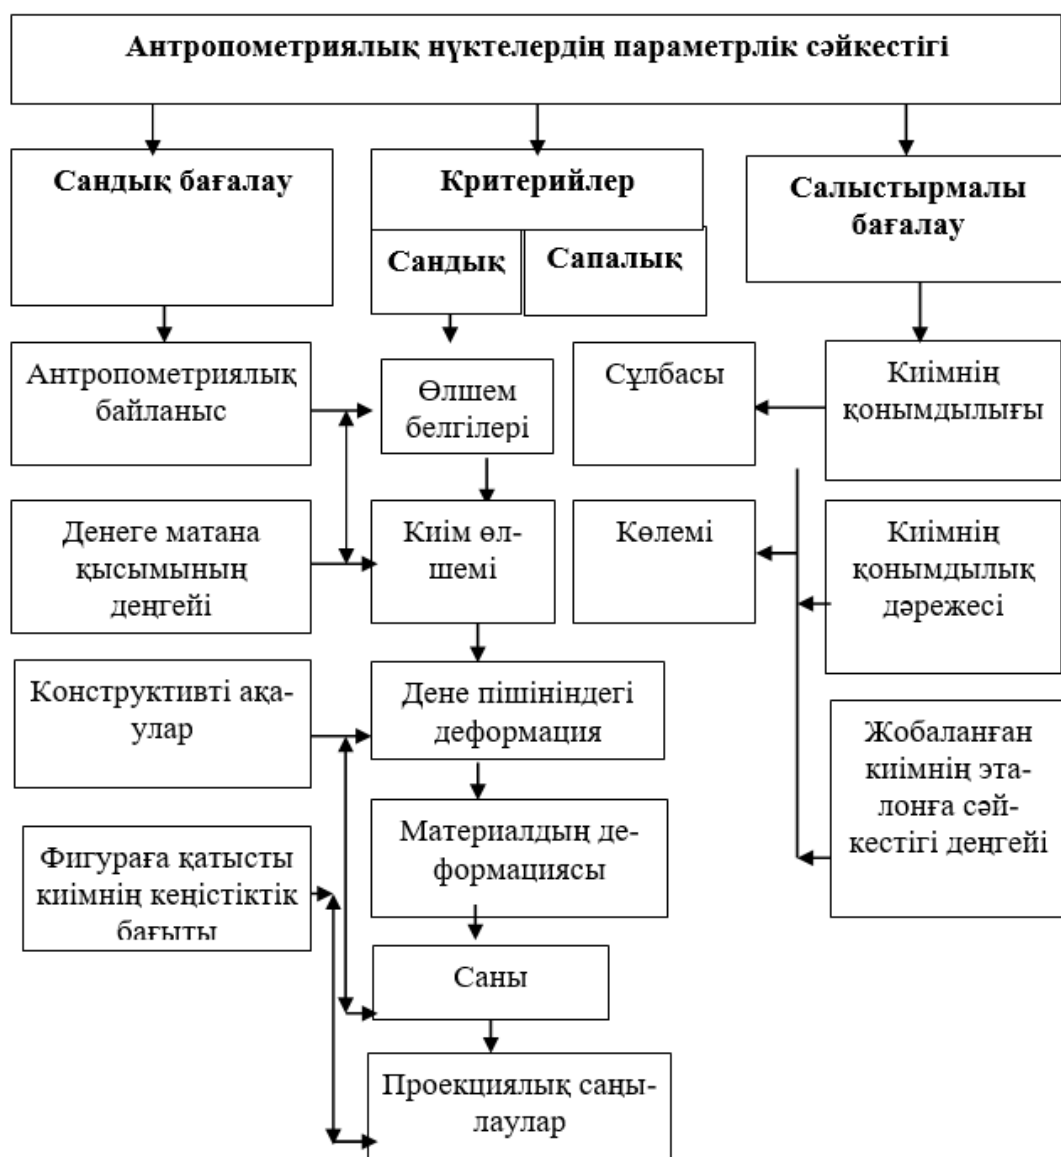 Антропометриялық нүктелердің параметрлік сәйкестігі
Сандық бағалау
Критерийлер
Сандық
Сапалық
Салыстырмалы
бағалау
Антропометриялық
байланыс
Өлшем
белгілері
Сұлбасы
Киімнің
қонымдылығы
Денеге матана
қысымының
деңгейі
Киім өл-
шемі
Көлемі
Киімнің
қонымдылық
дәрежесі
Конструктивті ақа-
улар
Дене пішініндегі
деформация
Жобаланған
киімнің эта-
лонға сәй-
кестігі деңгейі
Фигураға қатысты
киімнің кеңістіктік
бағыты
Материалдың де-
формациясы
Саны
Проекциялық саңы-
лаулар